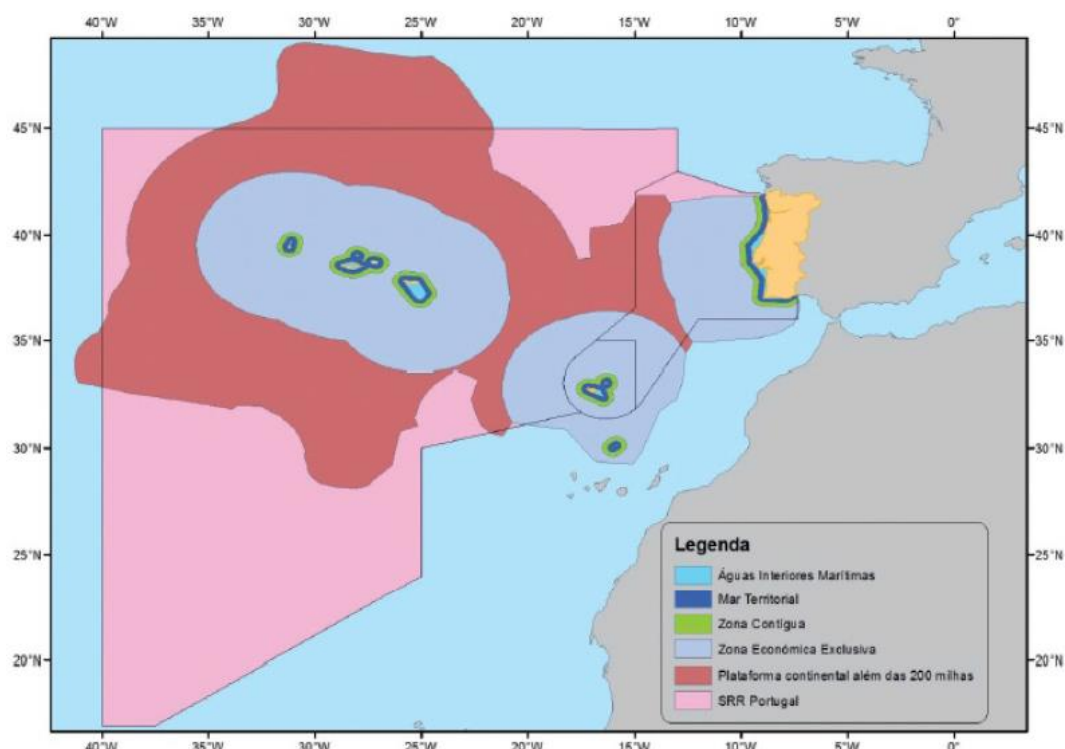 40°W 35°W 30°W 25°W 20°W 15°W 10°W 5°W 0°
45°N 45°N
40°N 40°N
35°N 35°N
30°N 30°N
25°N 25°N
20°N 20°N
Legenda
Águas Interiores Marítimas
Mar Territorial
Zona Contígua
Zona Económica Exclusiva
Plataforma continental além das 200 milhas
SRR Portugal
40°W 35°W 30°W 25°W 20°W 15°W 10°W 5°W 0°